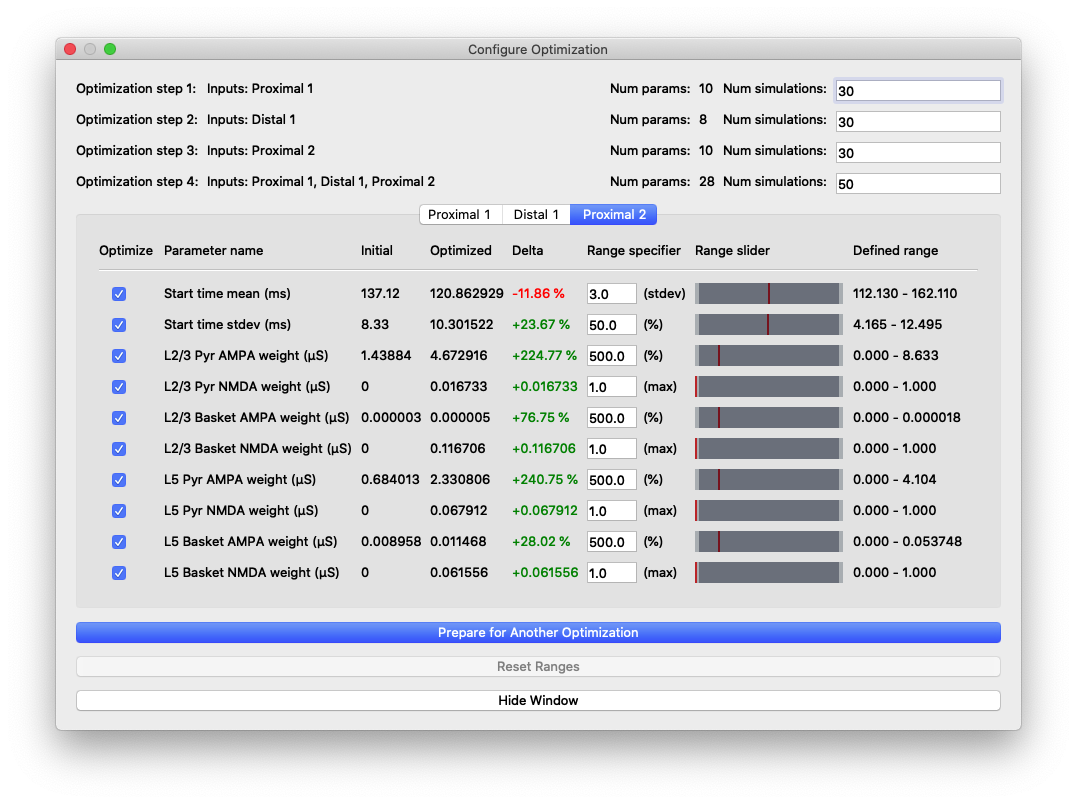 Configure Optimization
Optimization step 1: Inputs: Proximal 1 Num params: 10 Num simulations: 30
Optimization step 2: Inputs: Distal 1 Num params: 8 Num simulations: 30
Optimization step 3: Inputs: Proximal 2 Num params: 10 Num simulations: 30
Optimization step 4: Inputs: Proximal 1, Distal 1, Proximal 2 Num params: 28 Num simulations: 50
Proximal 1 Distal 1 Proximal 2
Optimize Parameter name Initial Optimized Delta Range specifier Range slider Defined range
Start time mean (ms) 137.12 120.862929 -11.86 % 3.0 (stdev) 112.130 - 162.110
Start time stdev (ms) 8.33 10.301522 +23.67 % 50.0 (%) 4.165 - 12.495
L2/3 Pyr AMPA weight (µS) 1.43884 4.672916 +224.77 % 500.0 (%) 0.000 - 8.633
L2/3 Pyr NMDA weight (µS) 0 0.016733 +0.016733 1.0 (max) 0.000 - 1.000
L2/3 Basket AMPA weight (µS) 0.000003 0.000005 +76.75 % 500.0 (%) 0.000 - 0.000018
L2/3 Basket NMDA weight (µS) 0 0.116706 +0.116706 1.0 (max) 0.000 - 1.000
L5 Pyr AMPA weight (µS) 0.684013 2.330806 +240.75 % 500.0 (%) 0.000 - 4.104
L5 Pyr NMDA weight (µS) 0 0.067912 +0.067912 1.0 (max) 0.000 - 1.000
L5 Basket AMPA weight (µS) 0.008958 0.011468 +28.02 % 500.0 (%) 0.000 - 0.053748
L5 Basket NMDA weight (µS) 0 0.061556 +0.061556 1.0 (max) 0.000 - 1.000
Prepare for Another Optimization
Reset Ranges
Hide Window